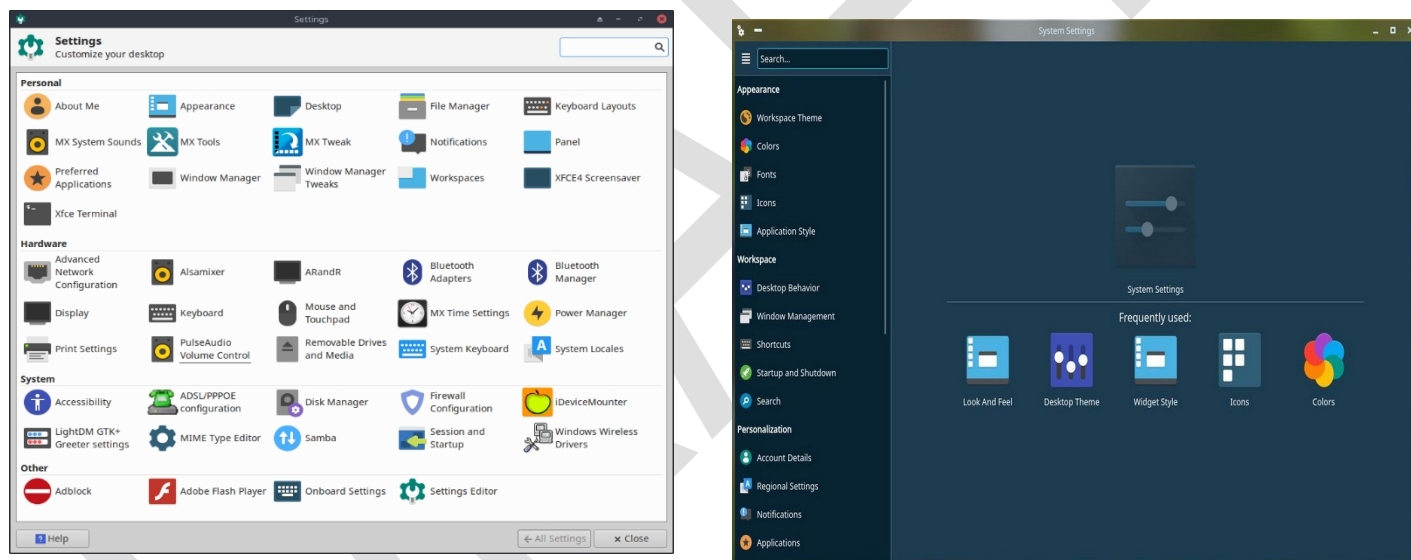 Settings
Settings
Customize your desktop
Personal
About Me
Appearance
Desktop
File Manager
Keyboard Layouts
MX System Sounds
MX Tools
MX Tweak
Notifications
Panel
Preferred
Applications
Window Manager
Window Manager
Tweaks
Workspaces
XFCE4 Screensaver
Xfce Terminal
Hardware
Advanced
Network
Configuration
Alsamixer
ARandR
Bluetooth
Adapters
Bluetooth
Manager
Display
Keyboard
Mouse and
Touchpad
MX Time Settings
Power Manager
Print Settings
PulseAudio
Volume Control
Removable Drives
and Media
System Keyboard
System Locales
System
Accessibility
ADSL/PPPOE
configuration
Disk Manager
Firewall
Configuration
iDeviceMounter
LightDM GTK+
Greeter settings
MIME Type Editor
Samba
Session and
Startup
Windows Wireless
Drivers
Other
Adblock
Adobe Flash Player
Onboard Settings
Settings Editor
Help
All Settings
Close
System Settings
Search...
Appearance
Workspace Theme
Colors
Fonts
Icons
Application Style
Workspace
Desktop Behavior
Window Management
Shortcuts
Startup and Shutdown
Search
Personalization
Account Details
Regional Settings
Notifications
Applications
System Settings
Frequently used:
Look And Feel
Desktop Theme
Widget Style
Icons
Colors